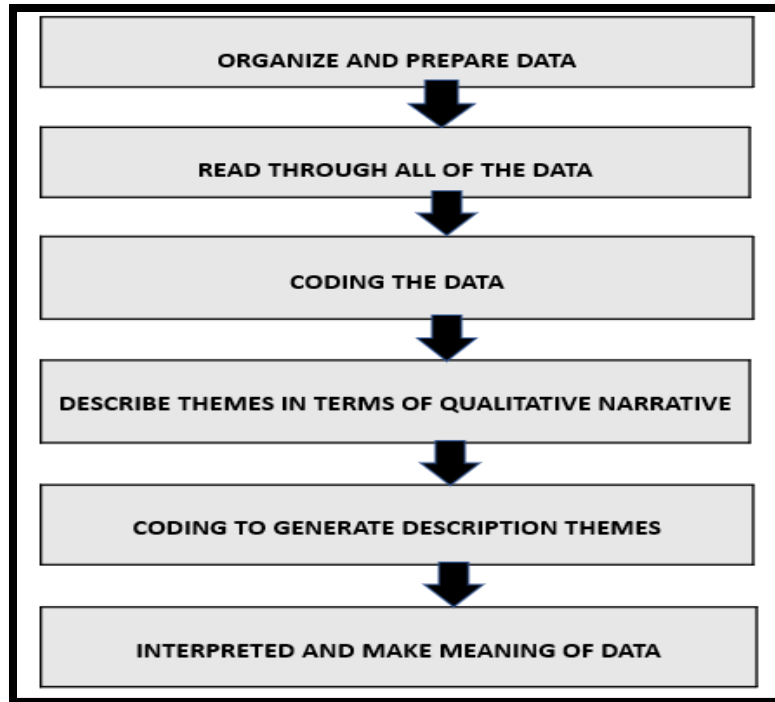 ORGANIZE AND PREPARE DATA
READ THROUGH ALL OF THE DATA
CODING THE DATA
DESCRIBE THEMES IN TERMS OF QUALITATIVE NARRATIVE
CODING TO GENERATE DESCRIPTION THEMES
INTERPRETED AND MAKE MEANING OF DATA